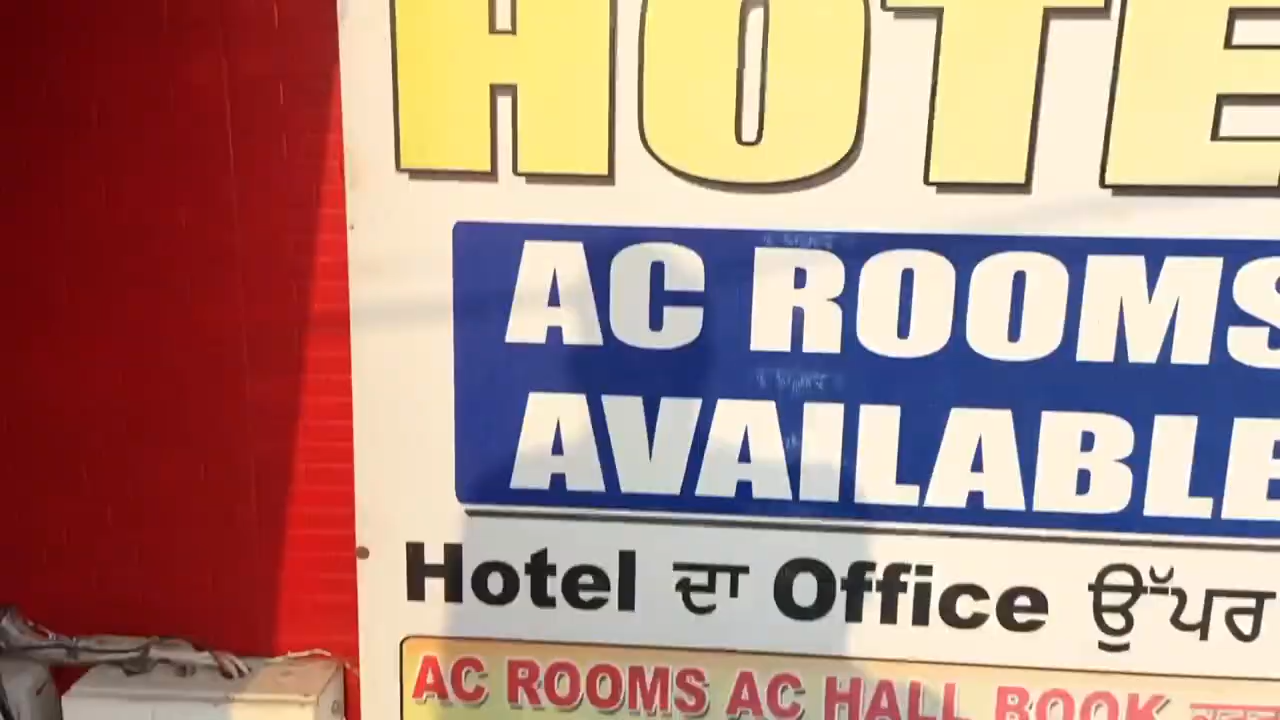 HOTE
AC ROOMS
AVAILABLE
Hotel ਦਾ Office ਉੱਪਰ
AC ROOMS AC HALL BOOK